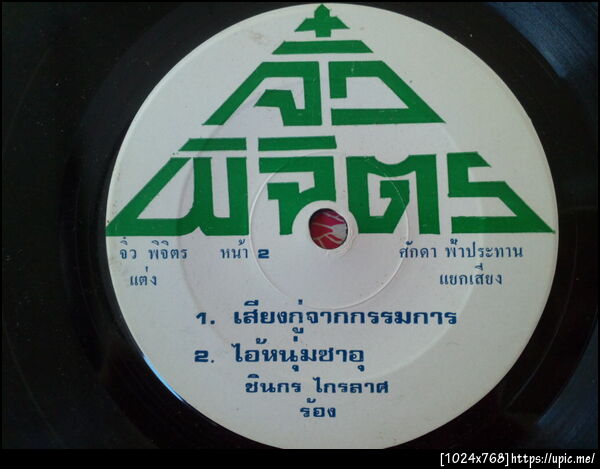 จิ๋ว
พิจิตร
จิ๋ว พิจิตร หน้า 2 ศักดา ฟ้าประทาน
แต่ง แยกเสียง
1. เสียงกู่จากกรรมการ
2. ไอ้หนุ่มซาอุ
ชินกร ไกรลาศ
ร้อง
[1024x768]https://upic.me/